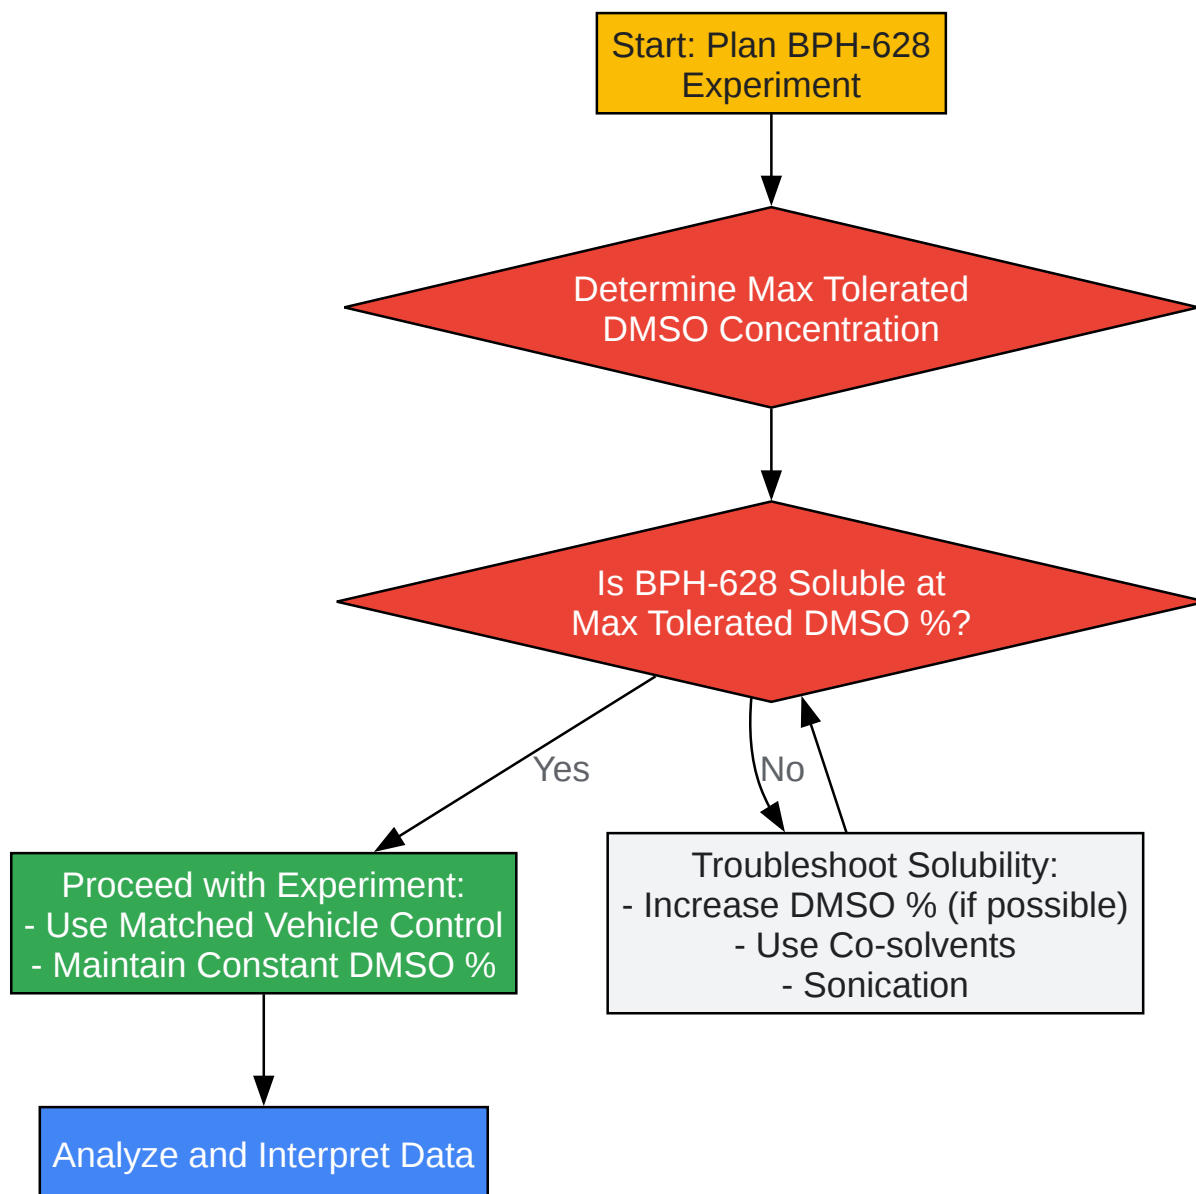 Start: Plan BPH-628
Experiment
Determine Max Tolerated
DMSO Concentration
Is BPH-628 Soluble at
Max Tolerated DMSO %?
Yes
No
Proceed with Experiment:
- Use Matched Vehicle Control
- Maintain Constant DMSO %
Troubleshoot Solubility:
- Increase DMSO % (if possible)
- Use Co-solvents
- Sonication
Analyze and Interpret Data